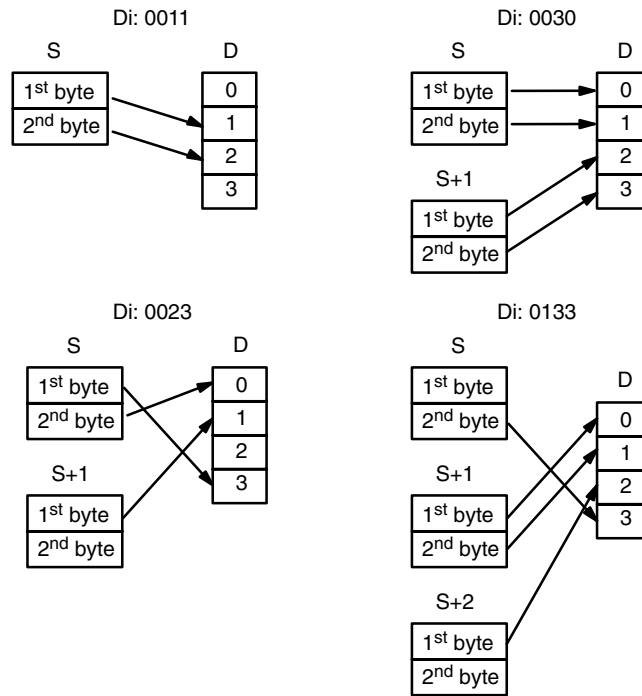 Di: 0011
S
D
1st byte
2nd byte
0
1
2
3
Di: 0030
S
D
1st byte
2nd byte
S+1
1st byte
2nd byte
0
1
2
3
Di: 0023
S
D
1st byte
2nd byte
S+1
1st byte
2nd byte
0
1
2
3
Di: 0133
S
D
1st byte
2nd byte
S+1
1st byte
2nd byte
S+2
1st byte
2nd byte
0
1
2
3